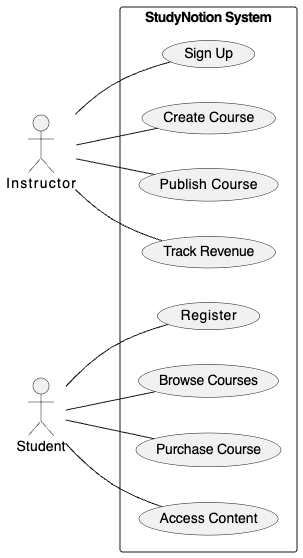 StudyNotion System
Sign Up
Create Course
Instructor
Publish Course
Track Revenue
Register
Browse Courses
Student
Purchase Course
Access Content